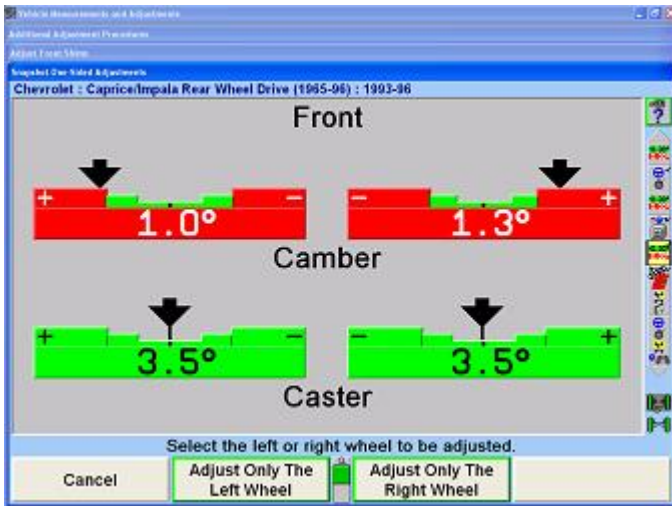 Vehicle Measurements and Adjustments
Additional Adjustment Procedures
Adjust Front Shims
Snapshot One-Sided Adjustments
Chevrolet : Caprice/Impala Rear Wheel Drive (1965-96) : 1993-96
Front
+ − − +
1.0° 1.3°
Camber
+ − − +
3.5° 3.5°
Caster
Select the left or right wheel to be adjusted.
Cancel
Adjust Only The
Left Wheel
Adjust Only The
Right Wheel
?